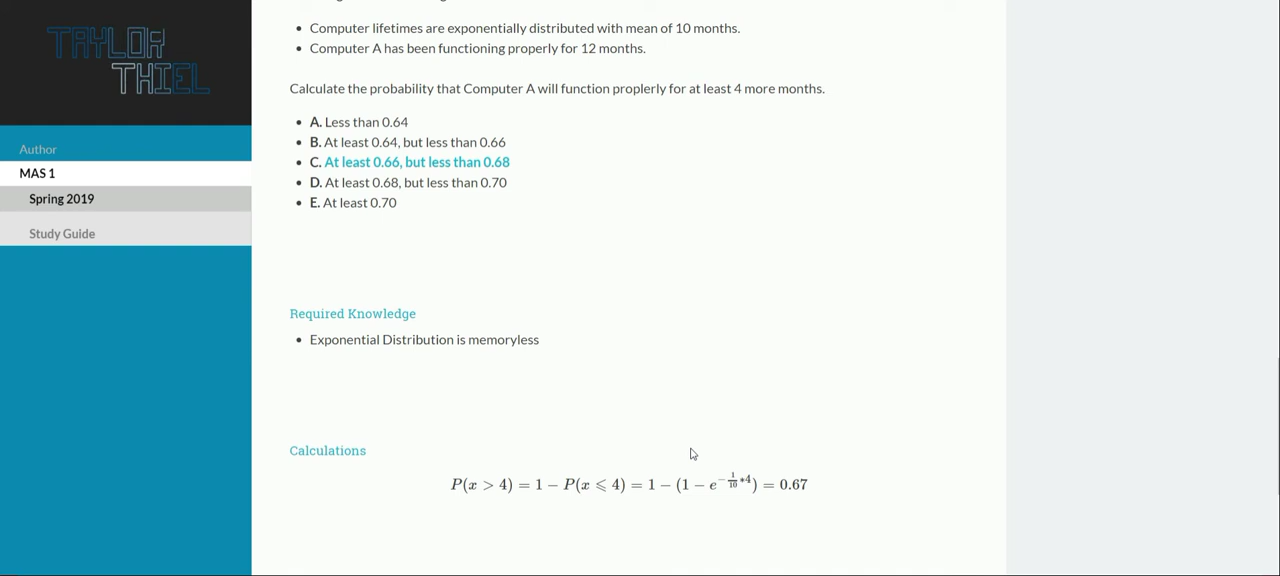 TAYLOR
THIEL
Author
MAS 1
Spring 2019
Study Guide
• Computer lifetimes are exponentially distributed with mean of 10 months.
• Computer A has been functioning properly for 12 months.
Calculate the probability that Computer A will function proplerly for at least 4 more months.
• A. Less than 0.64
• B. At least 0.64, but less than 0.66
• C. At least 0.66, but less than 0.68
• D. At least 0.68, but less than 0.70
• E. At least 0.70
Required Knowledge
• Exponential Distribution is memoryless
Calculations
P(x > 4) = 1 − P(x ⩽ 4) = 1 − (1 − e^{−\frac{1}{10}*4}) = 0.67